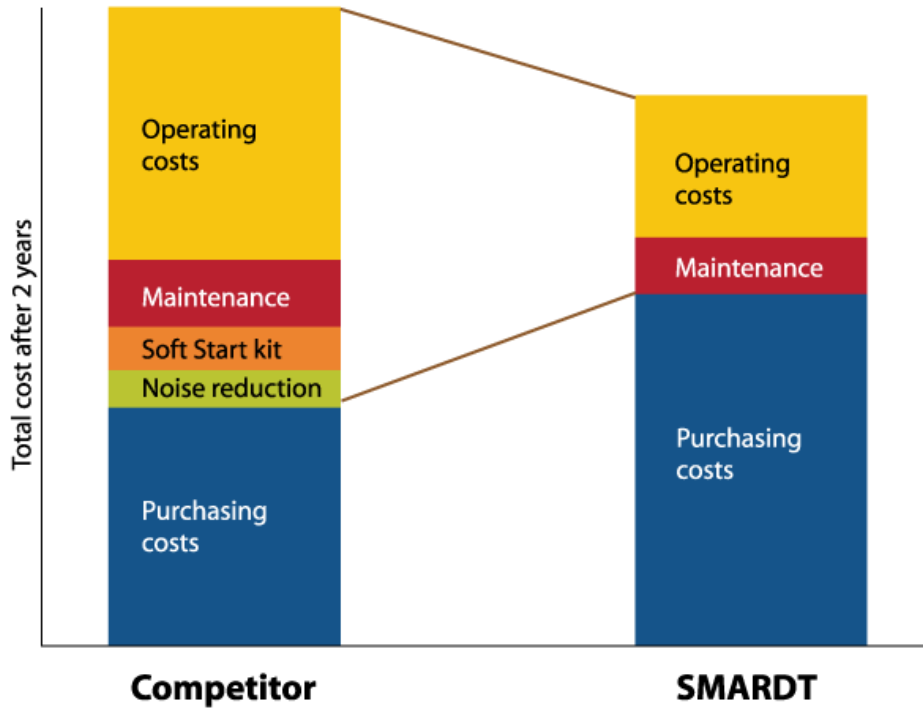 Total cost after 2 years
Operating
costs
Maintenance
Soft Start kit
Noise reduction
Purchasing
costs
Operating
costs
Maintenance
Purchasing
costs
Competitor
SMARDT